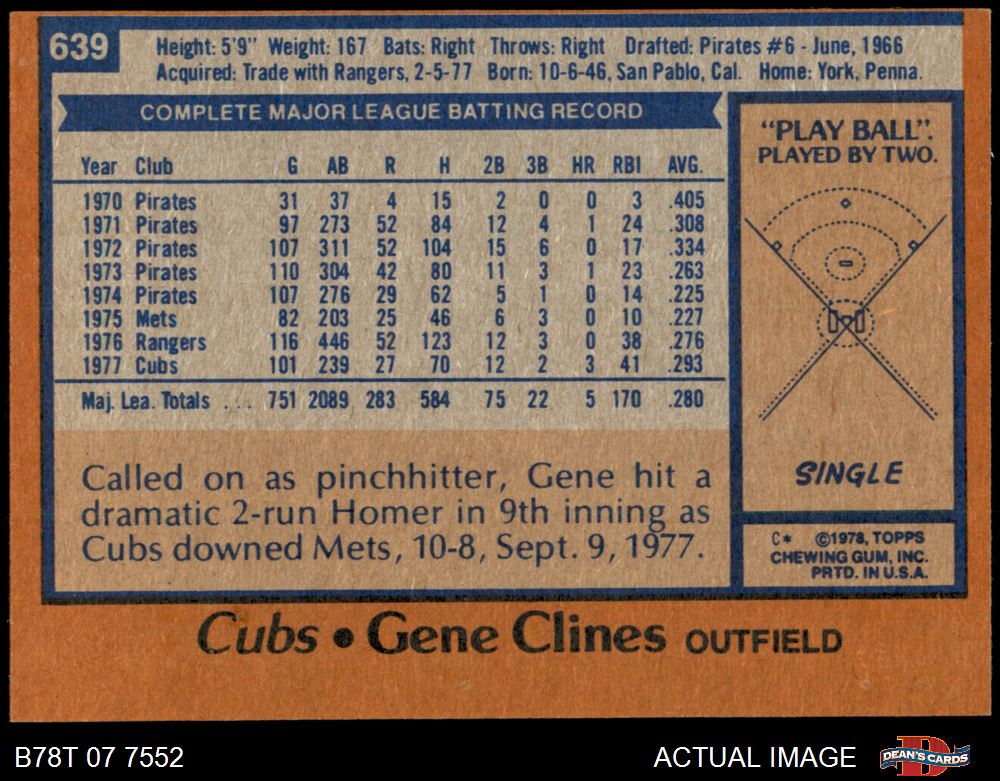 639
Height: 5'9" Weight: 167 Bats: Right Throws: Right Drafted: Pirates #6 - June, 1966
Acquired: Trade with Rangers, 2-5-77 Born: 10-6-46, San Pablo, Cal. Home: York, Penna.
COMPLETE MAJOR LEAGUE BATTING RECORD
Year Club G AB R H 2B 3B HR RBI AVG.
1970 Pirates 31 37 4 15 2 0 0 3 .405
1971 Pirates 97 273 52 84 12 4 1 24 .308
1972 Pirates 107 311 52 104 15 6 0 17 .334
1973 Pirates 110 304 42 80 11 3 1 23 .263
1974 Pirates 107 276 29 62 5 1 0 14 .225
1975 Mets 82 203 25 46 6 3 0 10 .227
1976 Rangers 116 446 52 123 12 3 0 38 .276
1977 Cubs 101 239 27 70 12 2 3 41 .293
Maj. Lea. Totals ... 751 2089 283 584 75 22 5 170 .280
Called on as pinchhitter, Gene hit a
dramatic 2-run Homer in 9th inning as
Cubs downed Mets, 10-8, Sept. 9, 1977.
"PLAY BALL".
PLAYED BY TWO.
SINGLE
C* ©1978, TOPPS
CHEWING GUM, INC.
PRTD. IN U.S.A.
Cubs • Gene Clines OUTFIELD
B78T 07 7552
ACTUAL IMAGE
DEAN'S CARDS